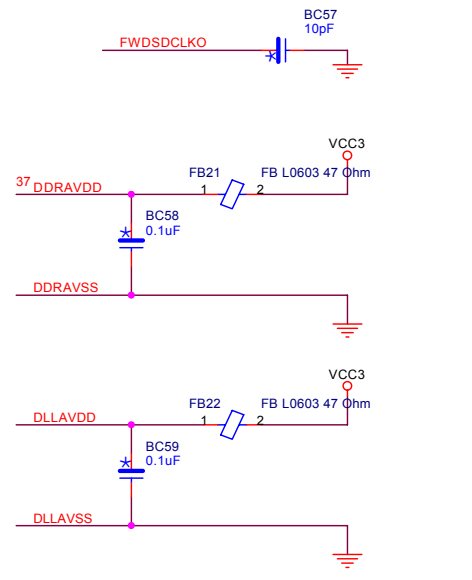 BC57
10pF
FWDSDCLKO
VCC3
FB21 FB L0603 47 Ohm
37 DDRAVDD 1 2
BC58
0.1uF
DDRAVSS
VCC3
FB22 FB L0603 47 Ohm
DLLAVDD 1 2
BC59
0.1uF
DLLAVSS